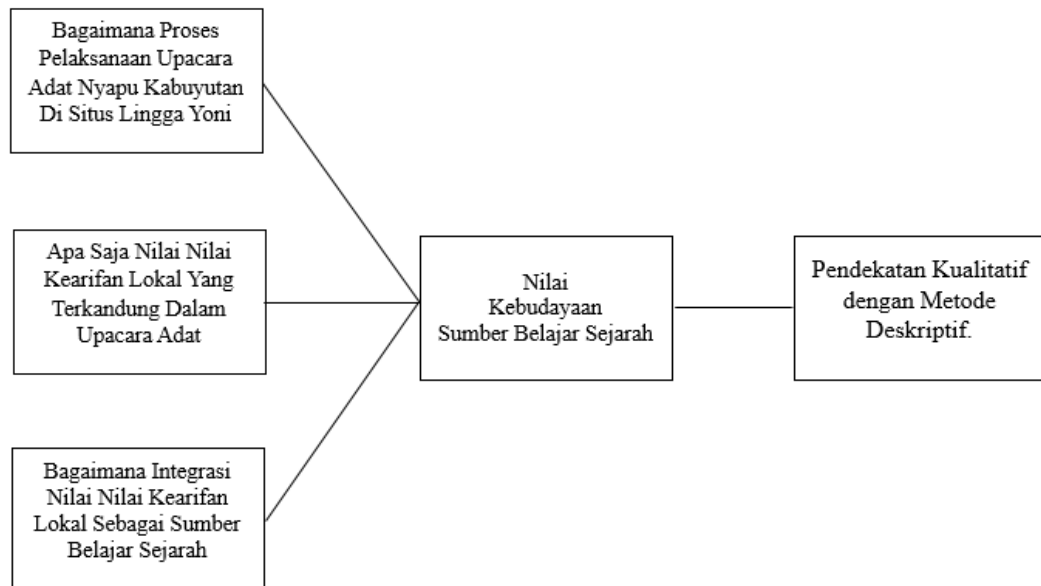 Bagaimana Proses
Pelaksanaan Upacara
Adat Nyapu Kabuyutan
Di Situs Lingga Yoni
Apa Saja Nilai Nilai
Kearifan Lokal Yang
Terkandung Dalam
Upacara Adat
Bagaimana Integrasi
Nilai Nilai Kearifan
Lokal Sebagai Sumber
Belajar Sejarah
Nilai
Kebudayaan
Sumber Belajar Sejarah
Pendekatan Kualitatif
dengan Metode
Deskriptif.